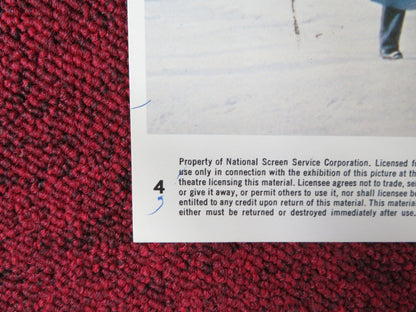 Property of National Screen Service Corporation. Licensed f
use only in connection with the exhibition of this picture at th
theatre licensing this material. Licensee agrees not to trade, sel
or give it away, or permit others to use it, nor shall licensee be
entitled to any credit upon return of this material. This material
either must be returned or destroyed immediately after use.
4